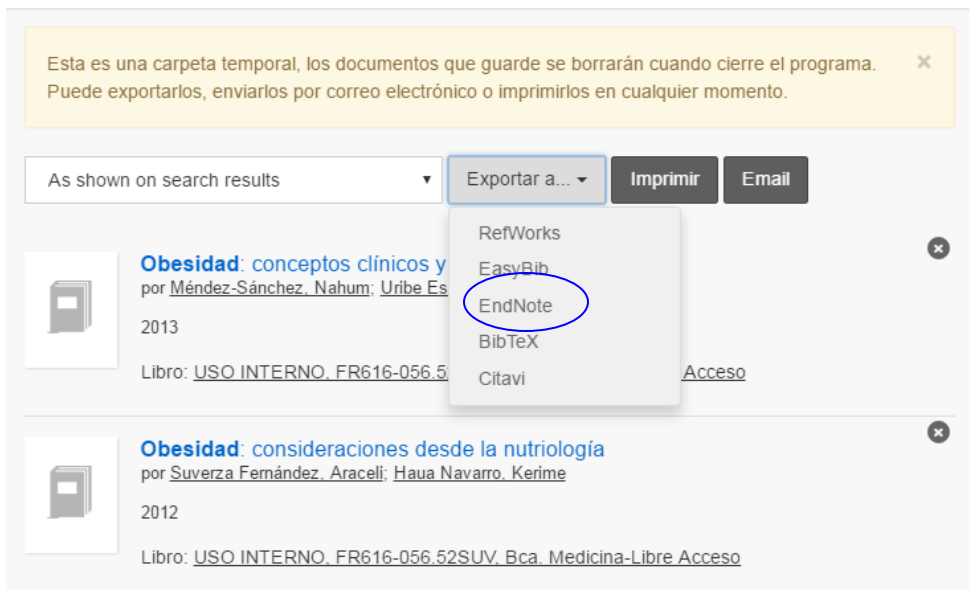 Esta es una carpeta temporal, los documentos que guarde se borrarán cuando cierre el programa.
Puede exportarlos, enviarlos por correo electrónico o imprimirlos en cualquier momento.
As shown on search results
Exportar a...
Imprimir
Email
RefWorks
EasyBib
EndNote
BibTeX
Citavi
Obesidad: conceptos clínicos y
por Méndez-Sánchez, Nahum; Uribe Es
2013
Libro: USO INTERNO, FR616-056.5 Acceso
Obesidad: consideraciones desde la nutriología
por Suverza Fernández, Araceli; Haua Navarro, Kerime
2012
Libro: USO INTERNO, FR616-056.52SUV, Bca. Medicina-Libre Acceso